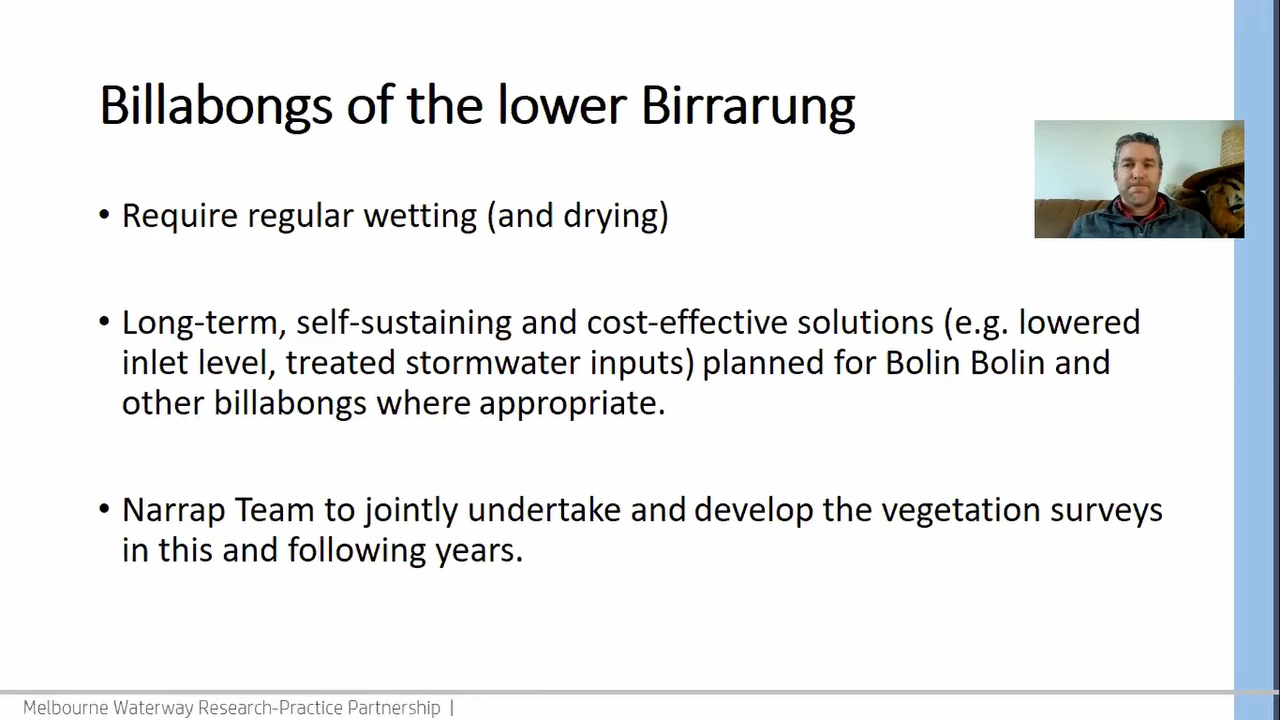 Billabongs of the lower Birrarung
• Require regular wetting (and drying)
• Long-term, self-sustaining and cost-effective solutions (e.g. lowered
inlet level, treated stormwater inputs) planned for Bolin Bolin and
other billabongs where appropriate.
• Narrap Team to jointly undertake and develop the vegetation surveys
in this and following years.
Melbourne Waterway Research-Practice Partnership |